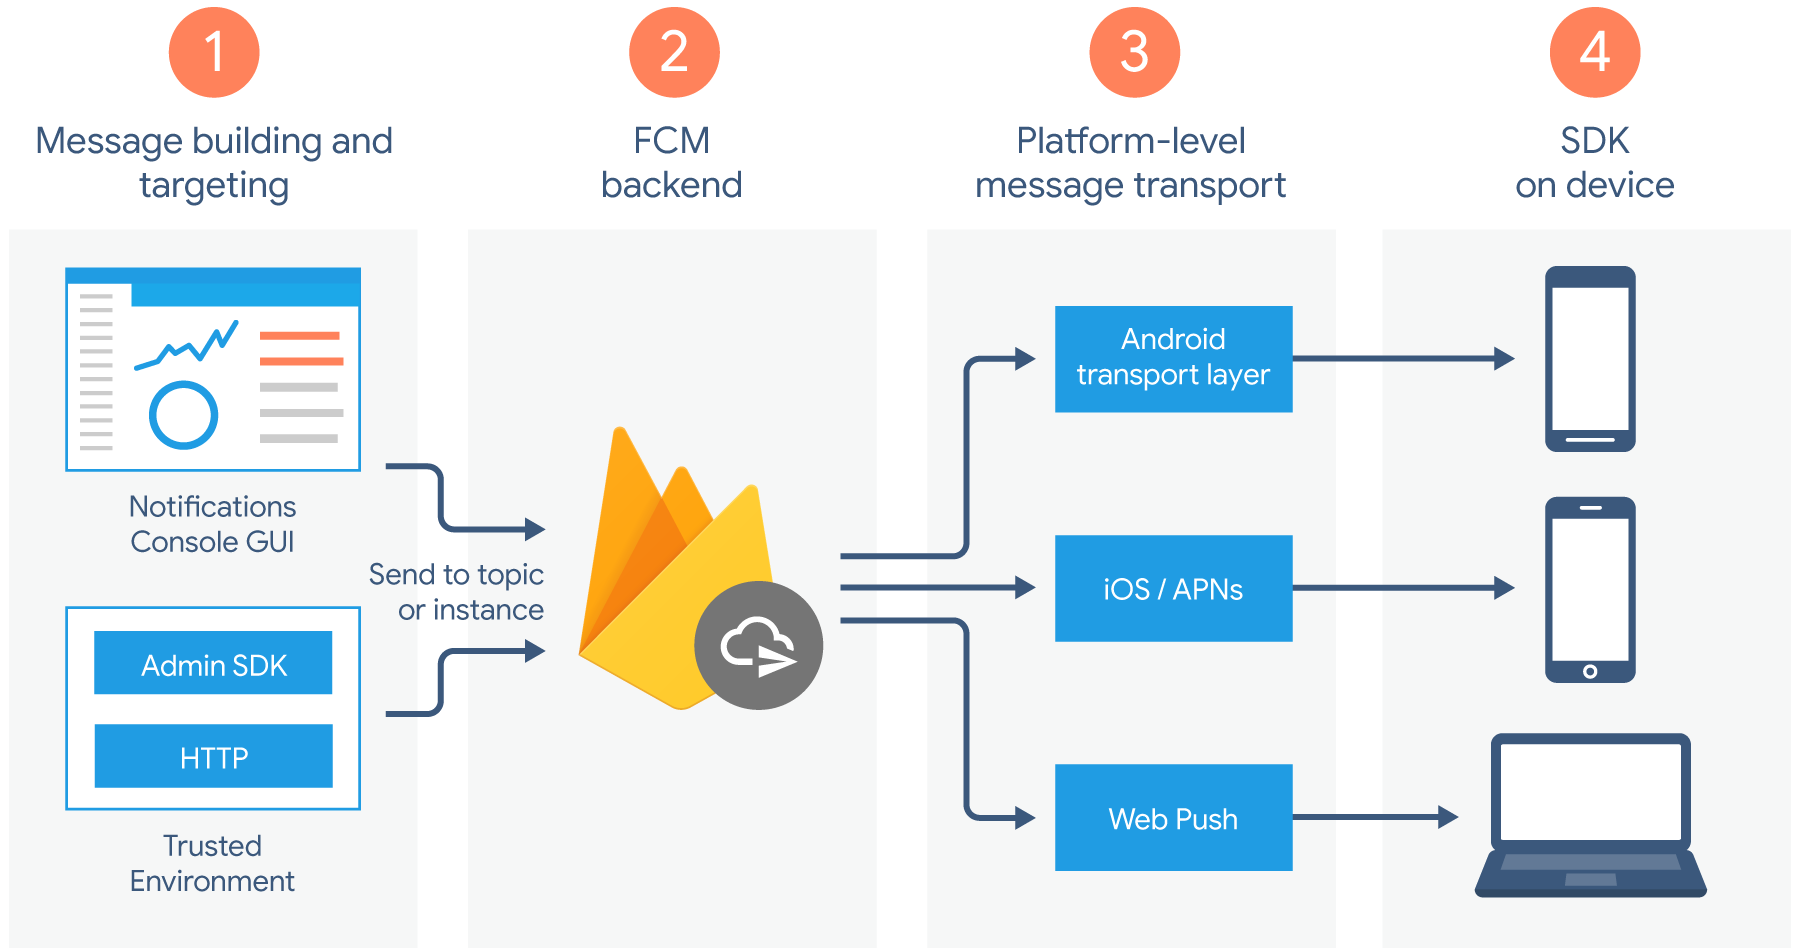 1
Message building and
targeting
2
FCM
backend
3
Platform-level
message transport
4
SDK
on device
Notifications
Console GUI
Send to topic
or instance
Admin SDK
HTTP
Trusted
Environment
Android
transport layer
iOS / APNs
Web Push